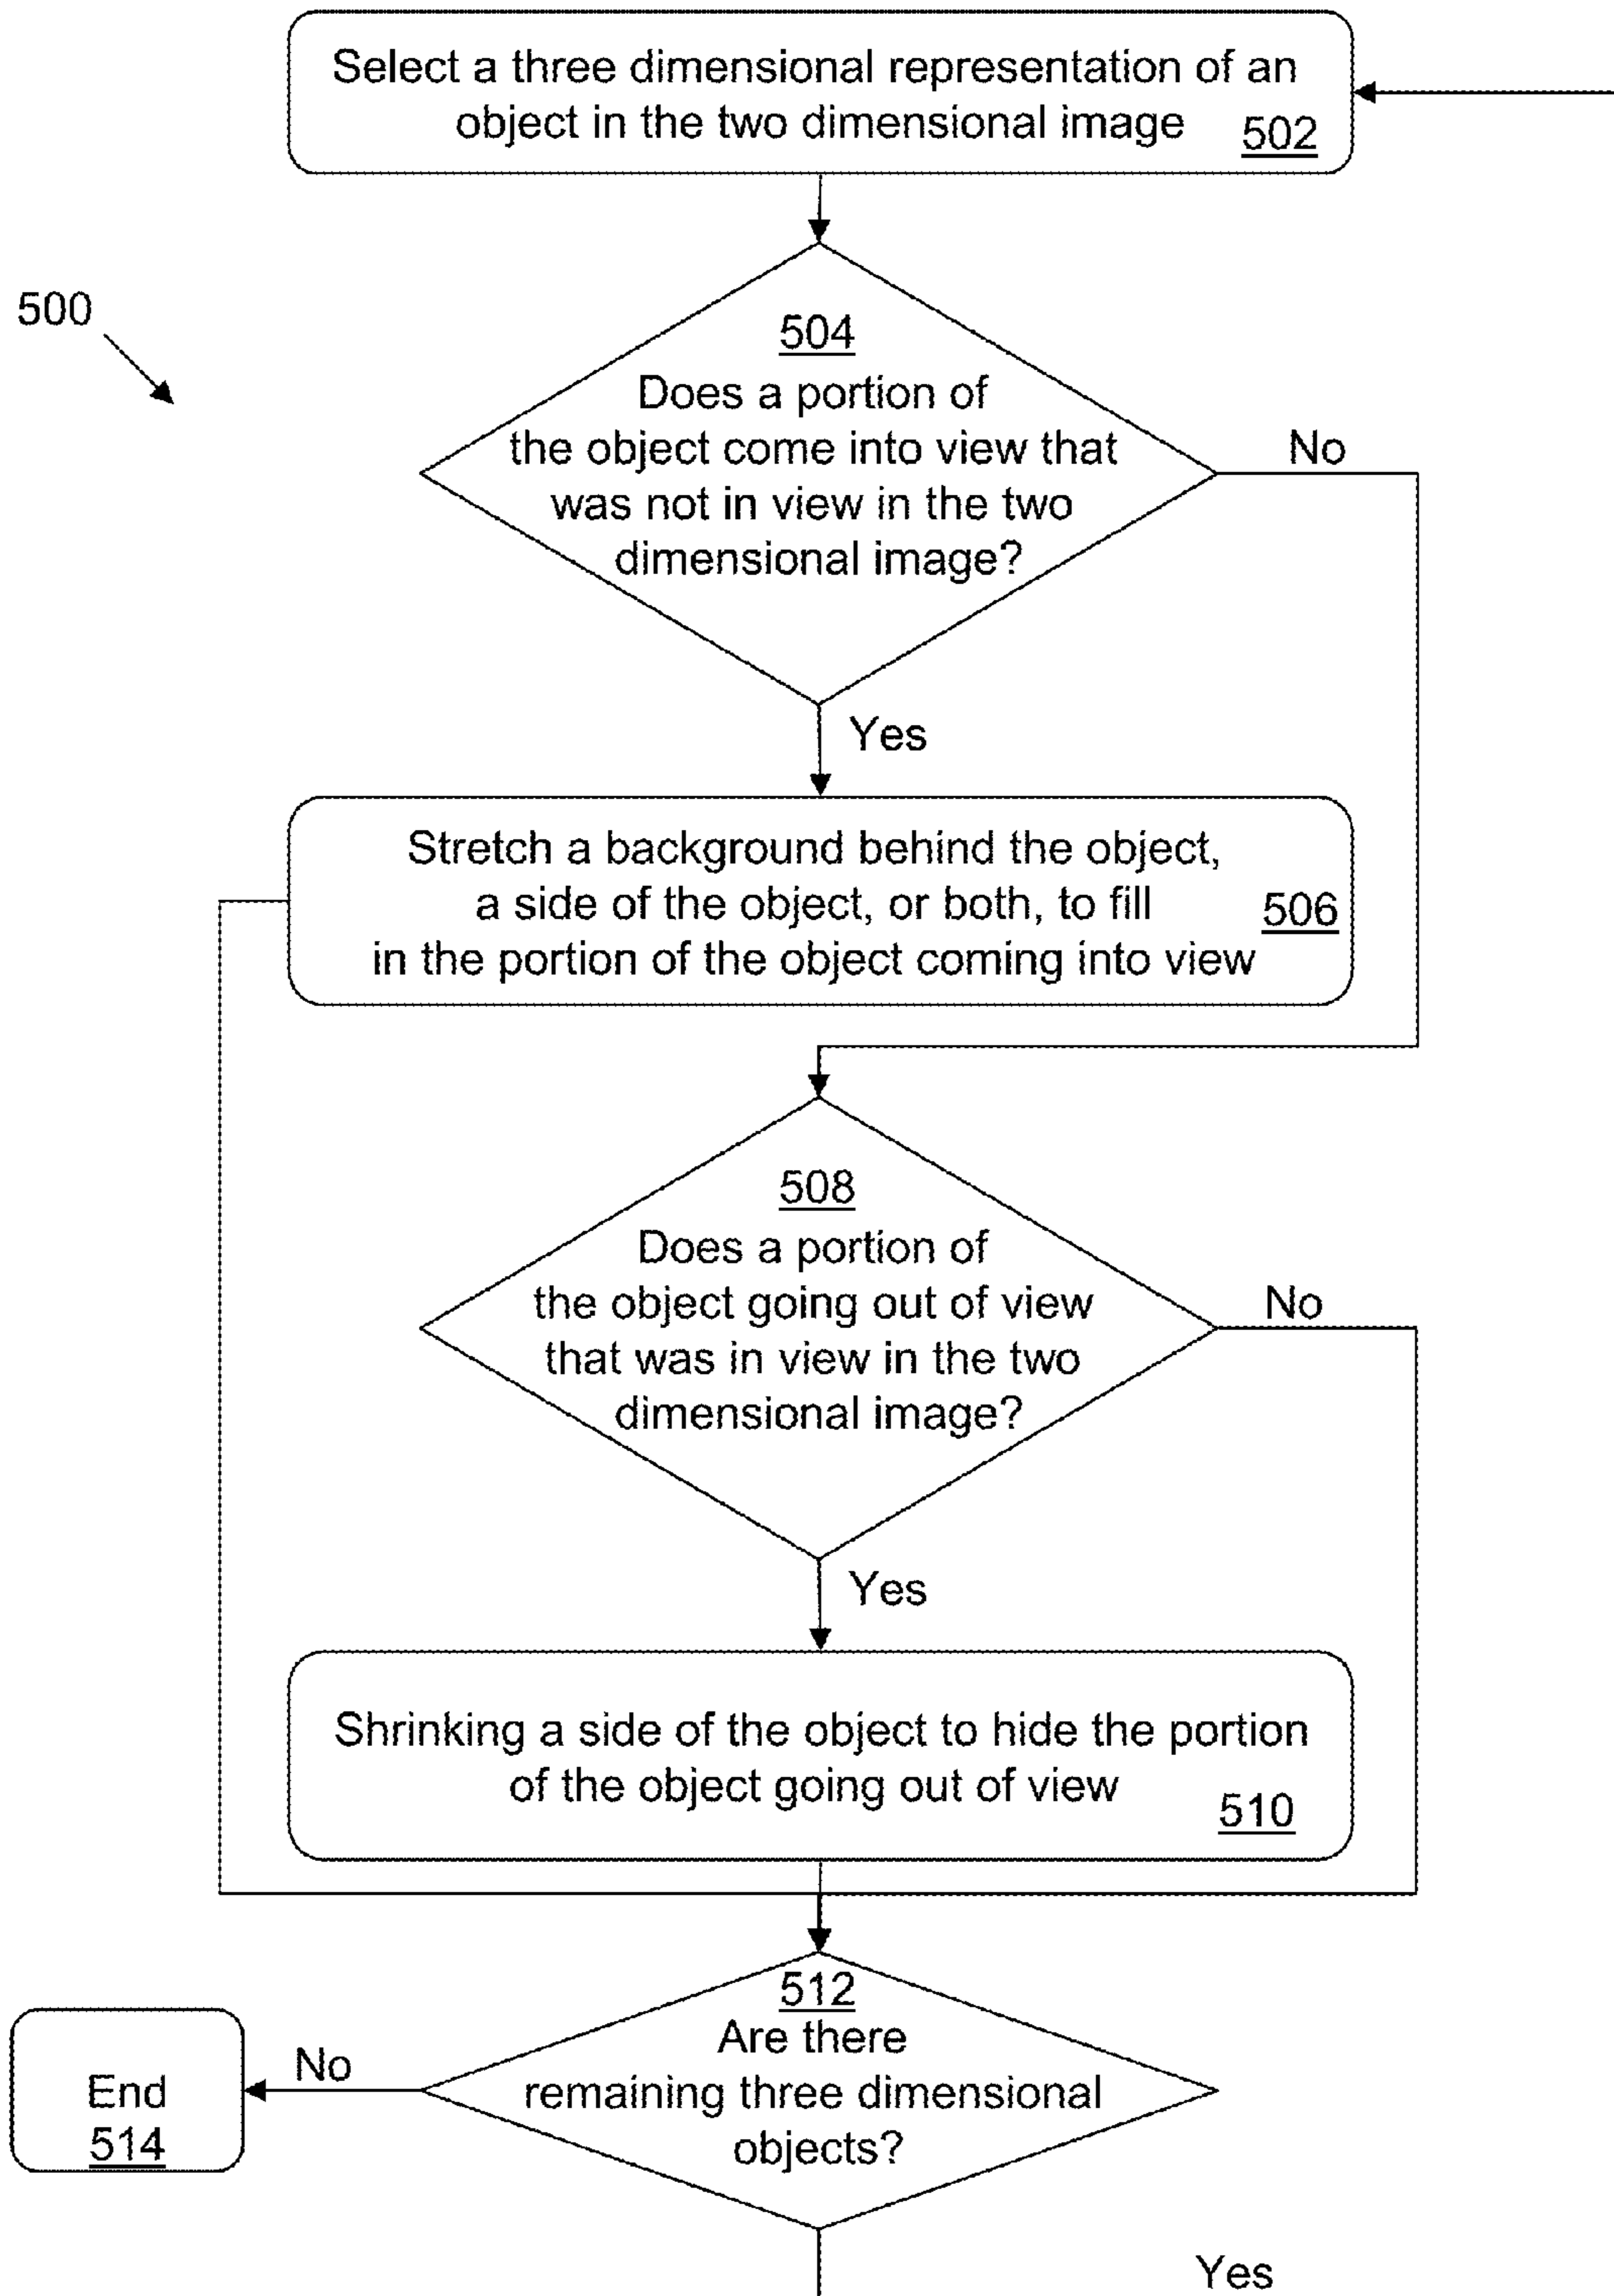 Select a three dimensional representation of an
object in the two dimensional image 502
500
504
Does a portion of
the object come into view that
was not in view in the two
dimensional image?
No
Yes
Stretch a background behind the object,
a side of the object, or both, to fill
in the portion of the object coming into view
506
508
Does a portion of
the object going out of view
that was in view in the two
dimensional image?
No
Yes
Shrinking a side of the object to hide the portion
of the object going out of view
510
512
Are there
remaining three dimensional
objects?
No
End
514
Yes